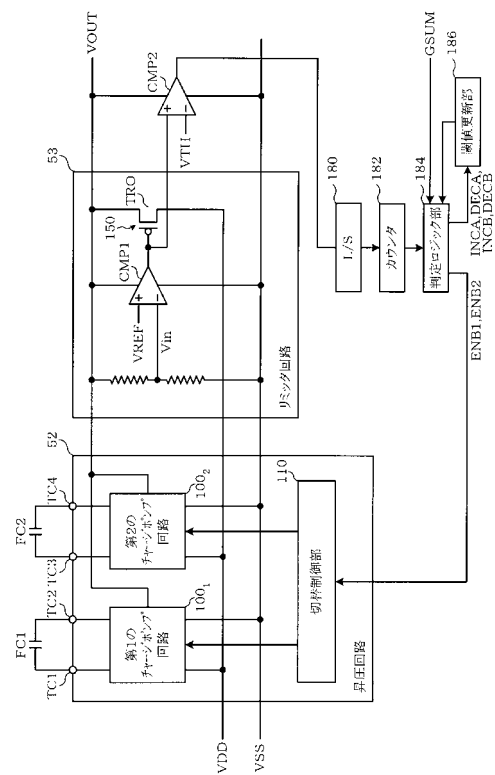 52
FC1
FC2
TC1
TC2
TC3
TC4
第1の
チャージポンプ
回路
100₁
第2の
チャージポンプ
回路
100₂
110
切替制御部
昇圧回路
VDD
VSS
53
VREF
Vin
CMP1
150
TRO
リミッタ回路
VOUT
CMP2
VTH
L/S
180
カウンタ
182
判定ロジック部
184
GSUM
閾値更新部
186
INCA,DECA,
INCB,DECB
ENB1,ENB2
+
-
+
-